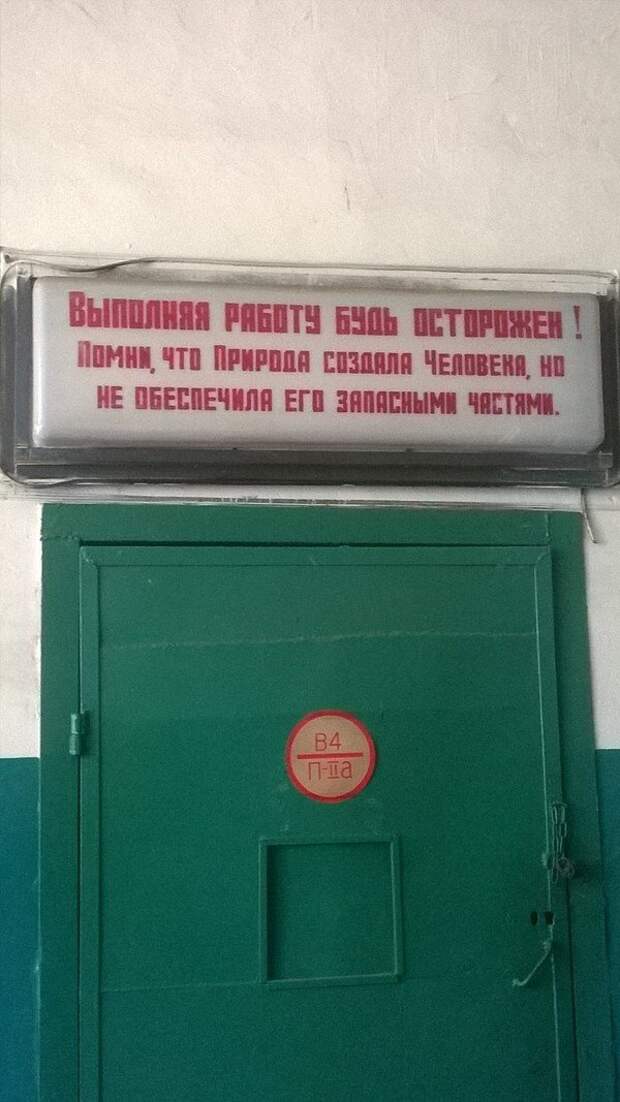 Выполняя работу будь осторожен!
Помни, что Природа создала Человека, но
не обеспечила его запасными частями.
В4
П-IIа